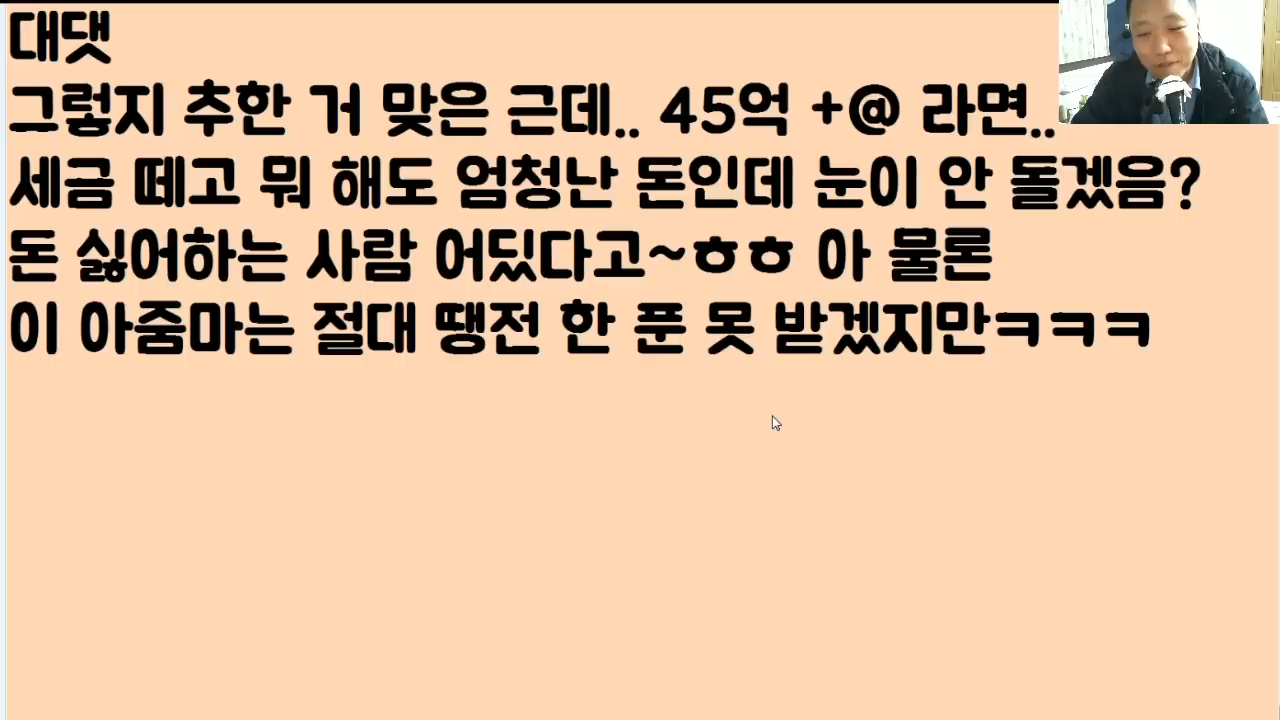 대댓
그렇지 추한 거 맞은 근데.. 45억 +@ 라면..
세금 떼고 뭐 해도 엄청난 돈인데 눈이 안 돌겠음?
돈 싫어하는 사람 어딨다고~ㅎㅎ 아 물론
이 아줌마는 절대 땡전 한 푼 못 받겠지만ㅋㅋㅋ